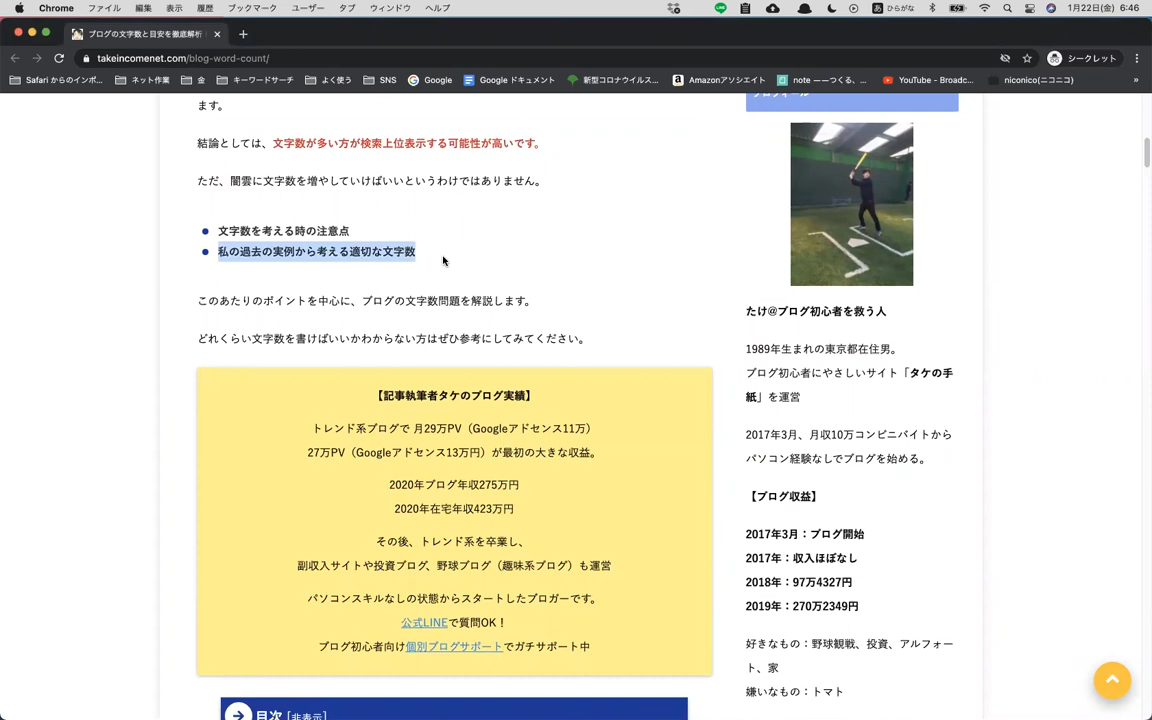 Chrome ファイル 編集 表示 履歴 ブックマーク ユーザー タブ ウィンドウ ヘルプ
あ ひらがな 1月22日(金) 6:46
ブログの文字数と目安を徹底解析
takeincomenet.com/blog-word-count/
シークレット
Safari からのインポ... ネット作業 金 キーワードサーチ よく使う SNS Google Google ドキュメント 新型コロナウイルス... Amazonアソシエイト note ——つくる、... YouTube - Broadc... niconico(ニコニコ) »
ます。
結論としては、文字数が多い方が検索上位表示する可能性が高いです。
ただ、闇雲に文字数を増やしていけばいいというわけではありません。
文字数を考える時の注意点
私の過去の実例から考える適切な文字数
このあたりのポイントを中心に、ブログの文字数問題を解説します。
どれくらい文字数を書けばいいかわからない方はぜひ参考にしてみてください。
【記事執筆者タケのブログ実績】
トレンド系ブログで 月29万PV（Googleアドセンス11万）
27万PV（Googleアドセンス13万円）が最初の大きな収益。
2020年ブログ年収275万円
2020年在宅年収423万円
その後、トレンド系を卒業し、
副収入サイトや投資ブログ、野球ブログ（趣味系ブログ）も運営
パソコンスキルなしの状態からスタートしたブロガーです。
公式LINEで質問OK！
ブログ初心者向け個別ブログサポートでガチサポート中
目次 [非表示]
たけ@ブログ初心者を救う人
1989年生まれの東京都在住男。
ブログ初心者にやさしいサイト「タケの手
紙」を運営
2017年3月、月収10万コンビニバイトから
パソコン経験なしでブログを始める。
【ブログ収益】
2017年3月：ブログ開始
2017年：収入ほぼなし
2018年：97万4327円
2019年：270万2349円
好きなもの：野球観戦、投資、アルフォー
ト、家
嫌いなもの：トマト